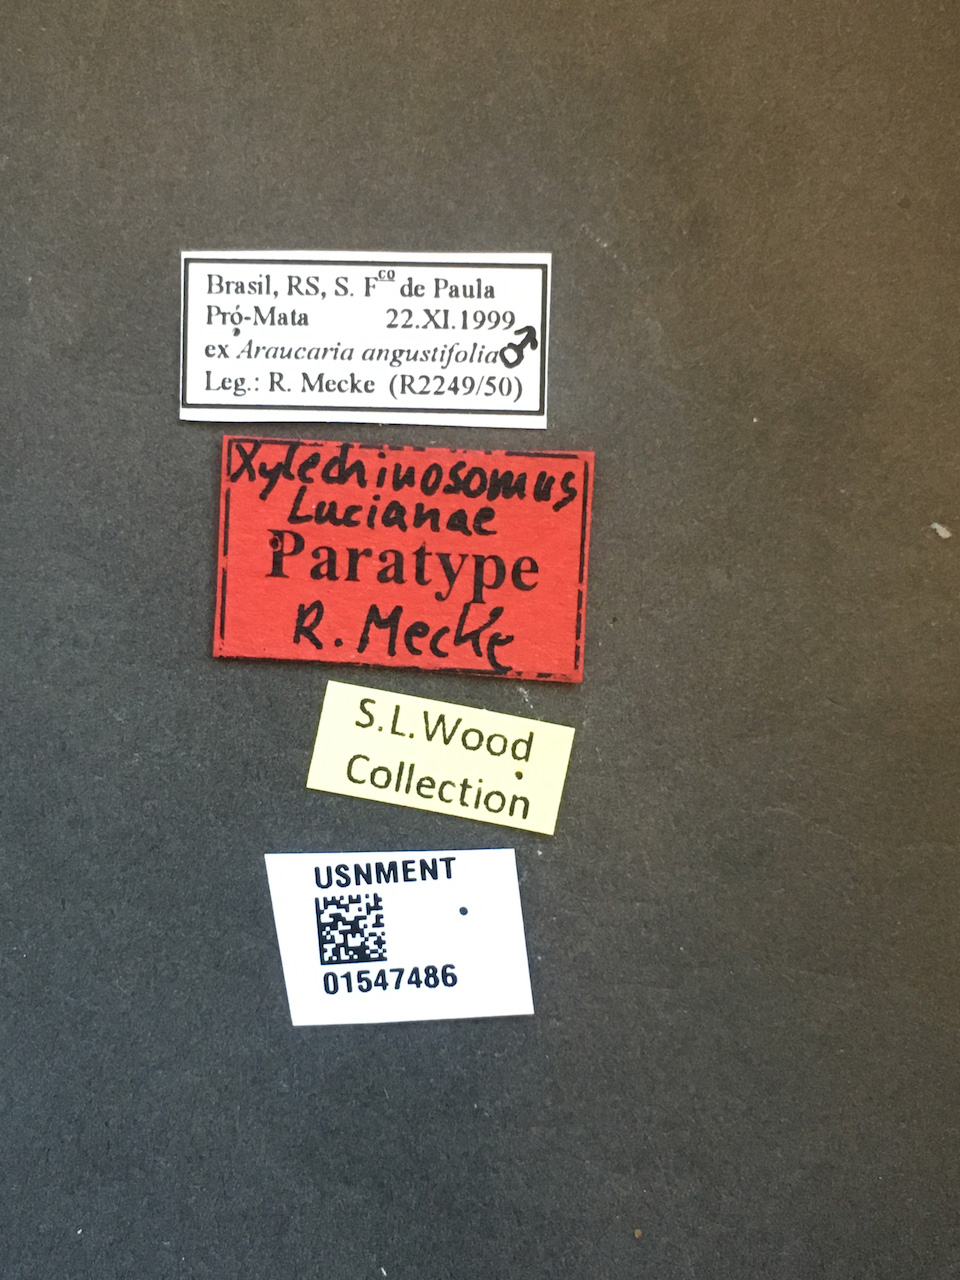 Brasil, RS, S. Fco de Paula
Pró-Mata 22.XI.1999
ex Araucaria angustifolia ♂
Leg.: R. Mecke (R2249/50)
Xylechinosomus
Lucianae
Paratype
R. Mecke
S.L.Wood
Collection
USNMENT
01547486